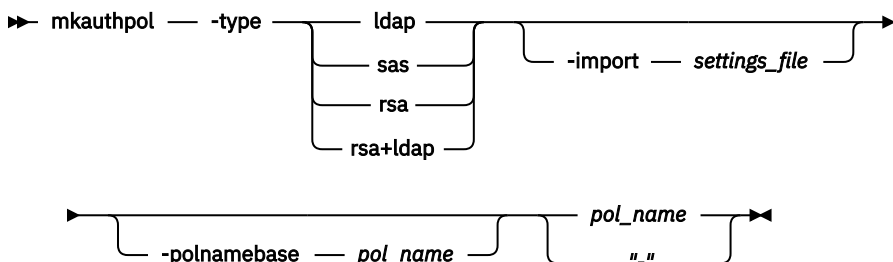 mkauthpol -type ldap
sas -import settings_file
rsa
rsa+ldap
pol_name
-polnamebase pol_name "-"